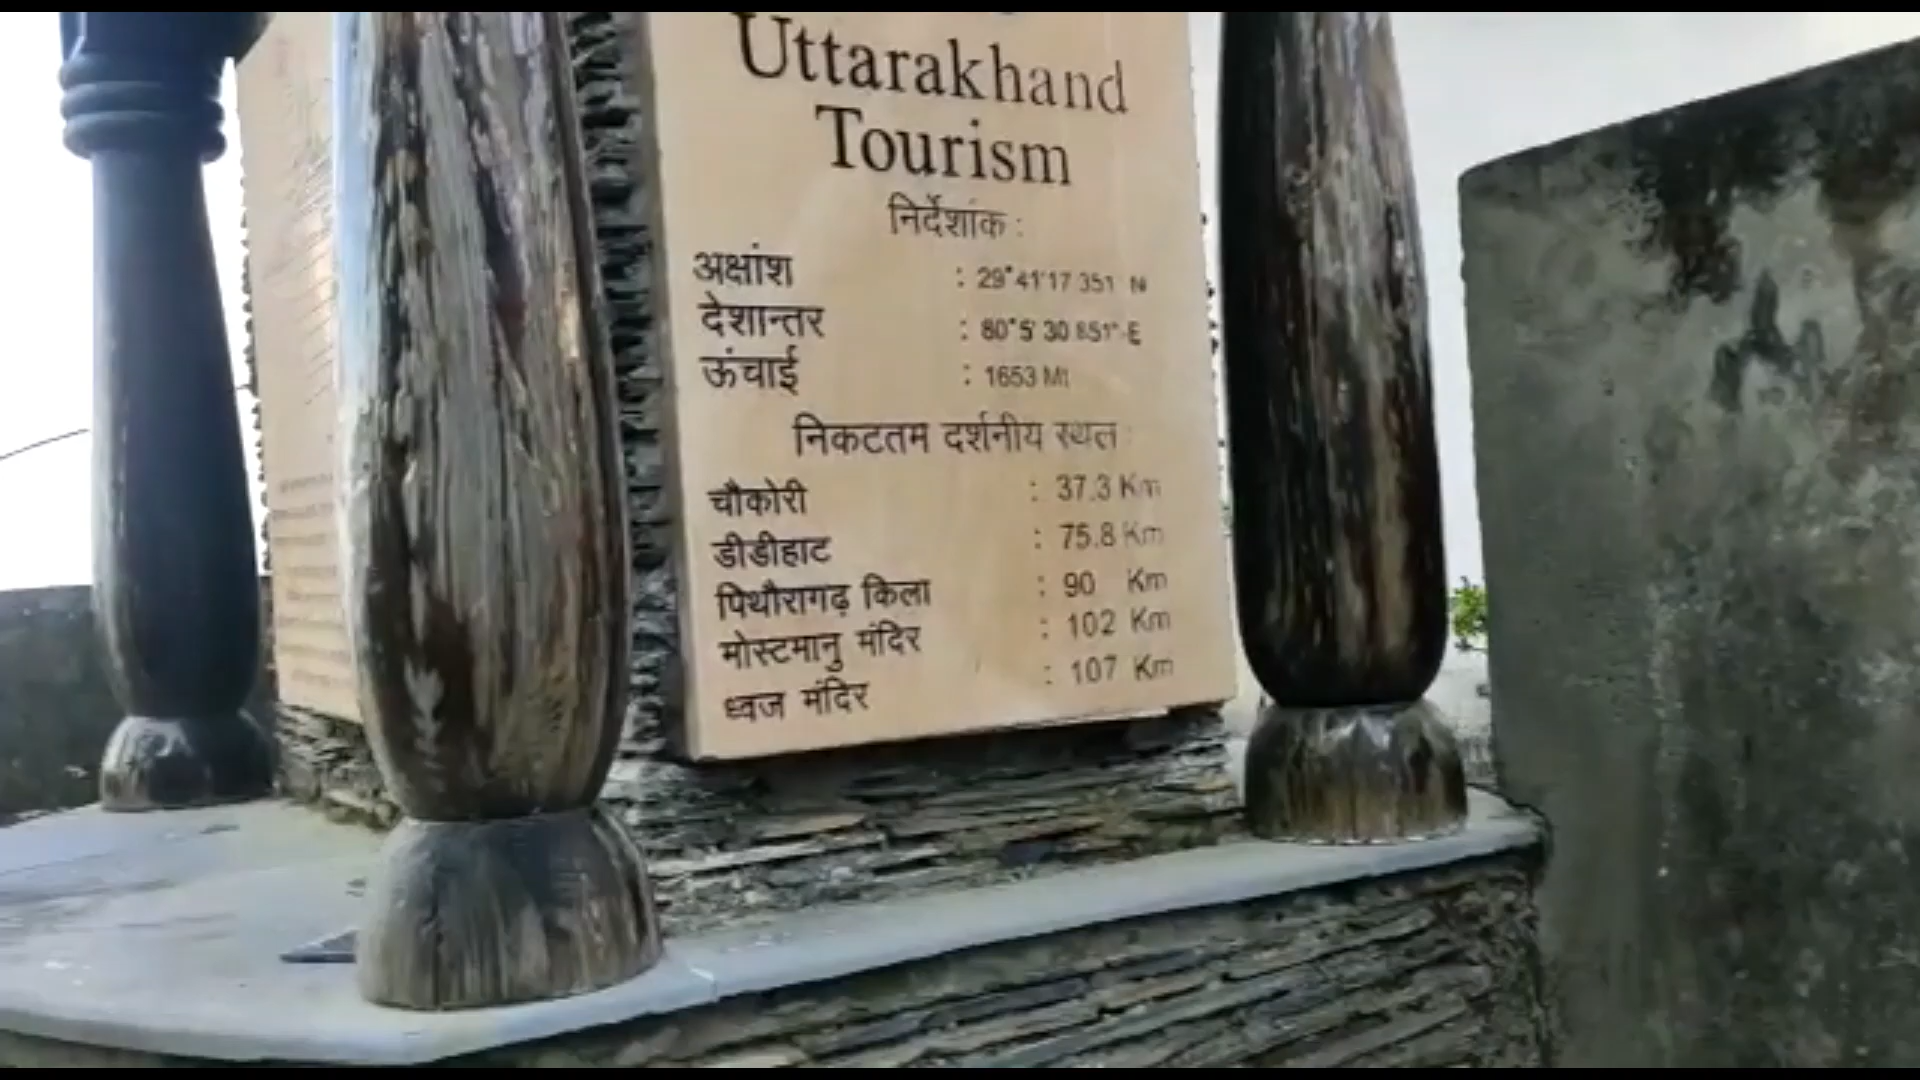 Uttarakhand
Tourism
निर्देशांक :
अक्षांश : 29°41'17 351 N
देशान्तर : 80°5' 30 851" E
ऊंचाई : 1653 Mt
निकटतम दर्शनीय स्थल :
चौकोरी : 37.3 Km
डीडीहाट : 75.8 Km
पिथौरागढ़ किला : 90 Km
मोस्टमानु मंदिर : 102 Km
ध्वज मंदिर : 107 Km